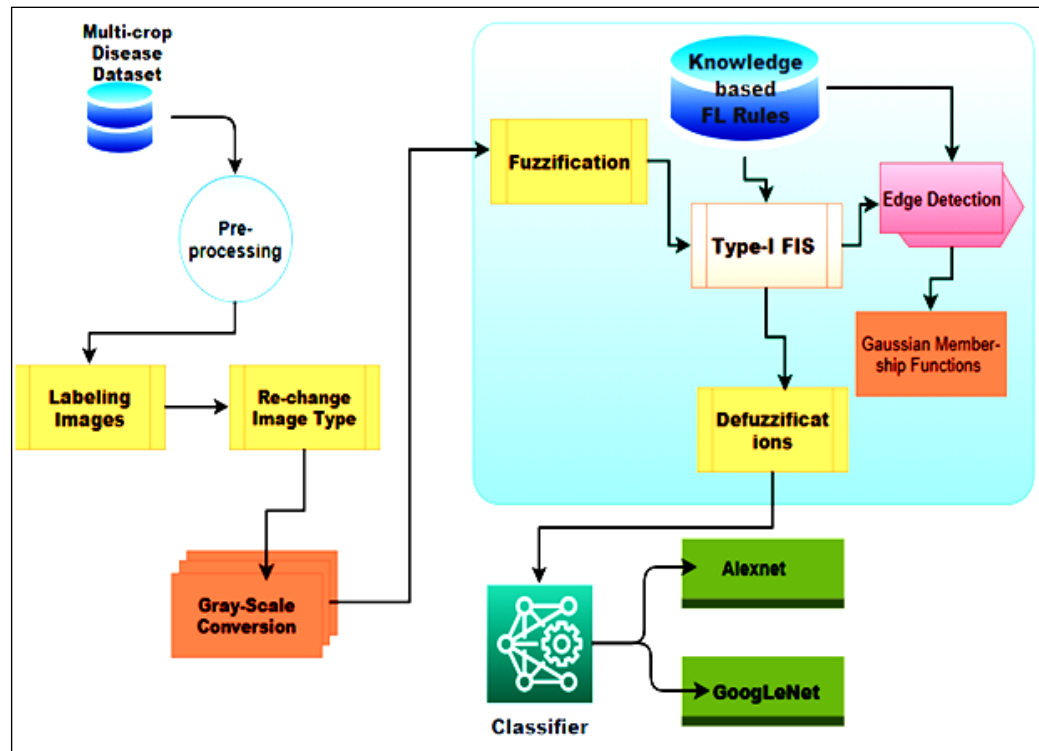 Multi-crop
Disease
Dataset
Pre-
processing
Labeling
Images
Re-change
Image Type
Gray-Scale
Conversion
Knowledge
based
FL Rules
Fuzzification
Type-I FIS
Edge Detection
Gaussian Member-
ship Functions
Defuzzificat
ions
Classifier
Alexnet
GoogLeNet